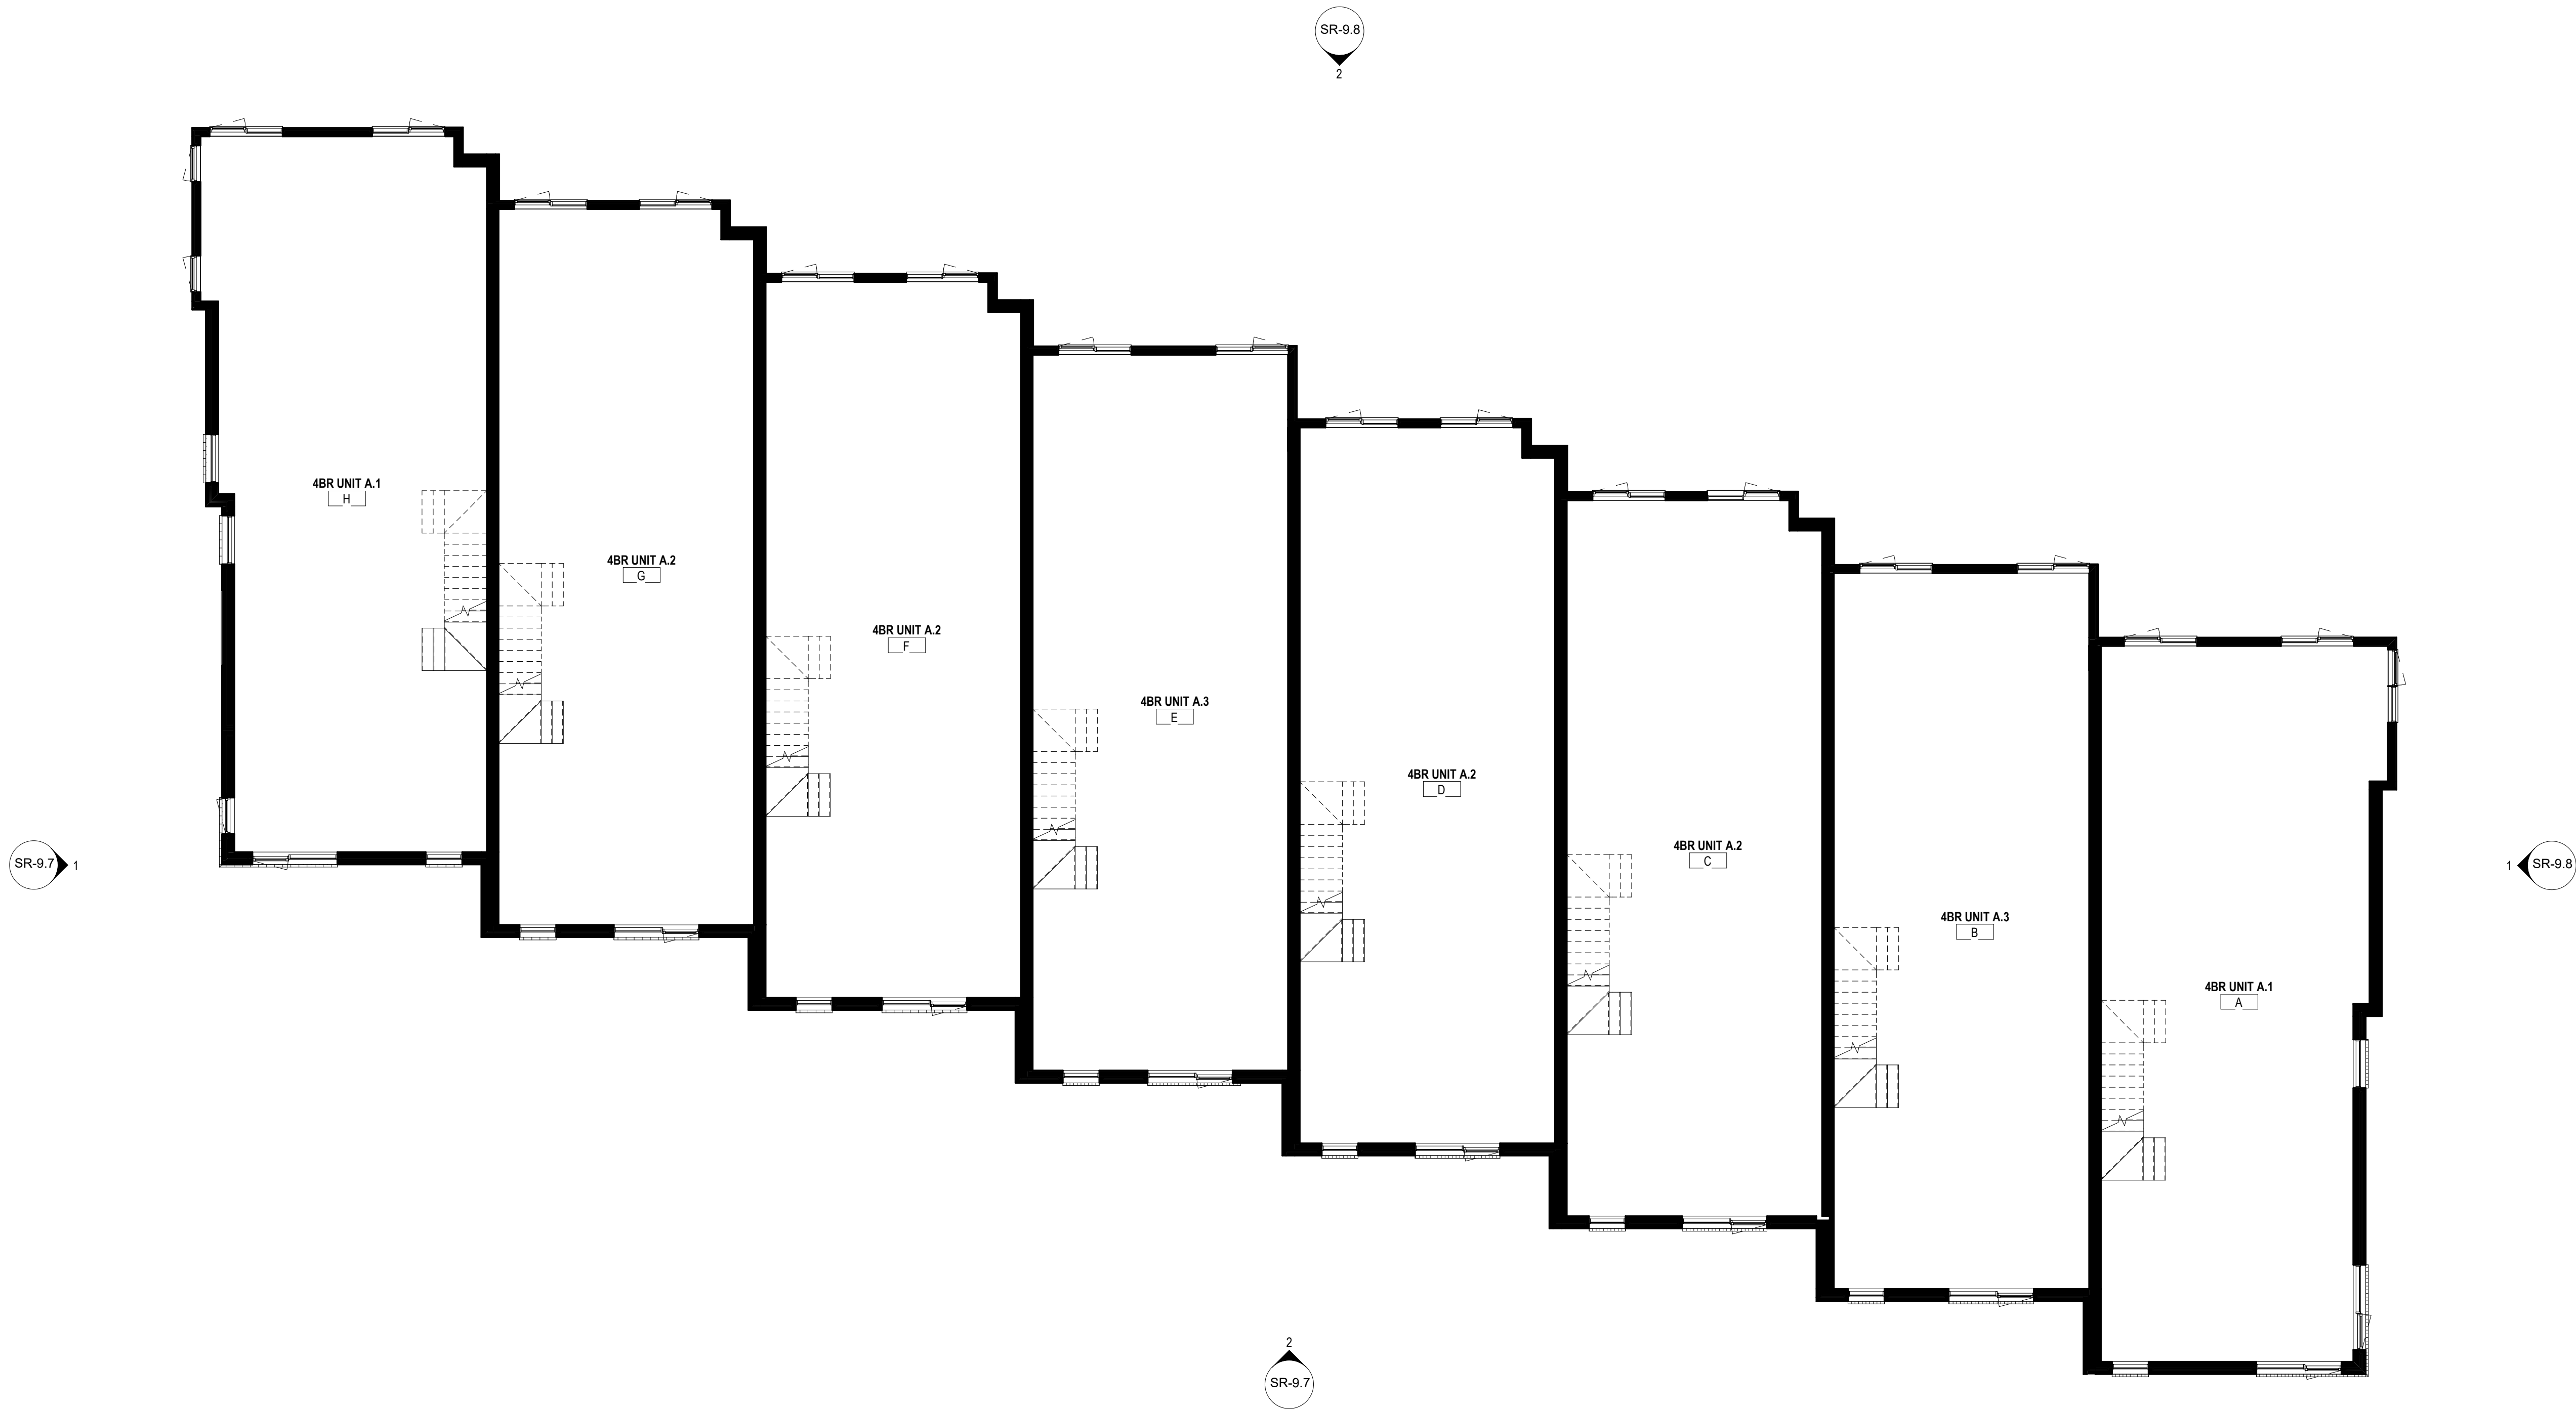 SR-9.8
2
4BR UNIT A.1
H
4BR UNIT A.2
G
4BR UNIT A.2
F
4BR UNIT A.3
E
4BR UNIT A.2
D
4BR UNIT A.2
C
SR-9.7
1
1
SR-9.8
4BR UNIT A.3
B
4BR UNIT A.1
A
2
SR-9.7